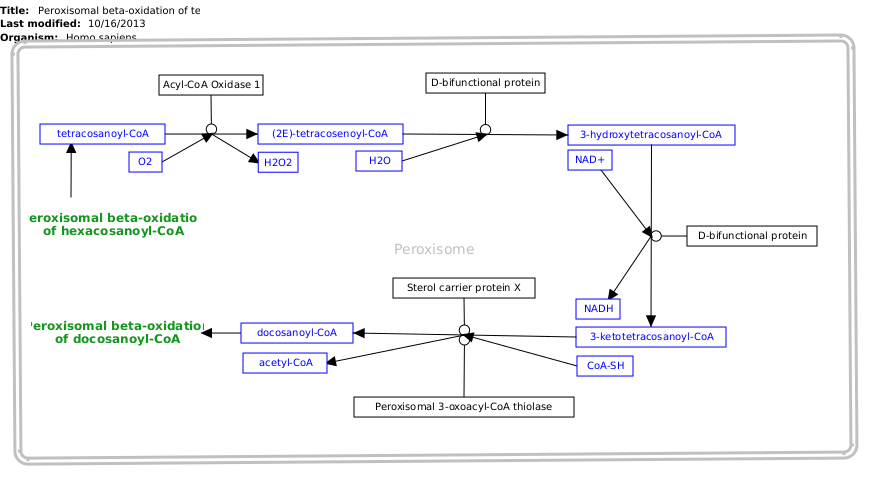 Title: Peroxisomal beta-oxidation of te
Last modified: 10/16/2013
Organism: Homo sapiens
Acyl-CoA Oxidase 1
D-bifunctional protein
tetracosanoyl-CoA
(2E)-tetracosenoyl-CoA
3-hydroxytetracosanoyl-CoA
O2
H2O2
H2O
NAD+
eroxisomal beta-oxidatio
of hexacosanoyl-CoA
D-bifunctional protein
Peroxisome
Sterol carrier protein X
NADH
eroxisomal beta-oxidation
of docosanoyl-CoA
docosanoyl-CoA
3-ketotetracosanoyl-CoA
acetyl-CoA
CoA-SH
Peroxisomal 3-oxoacyl-CoA thiolase